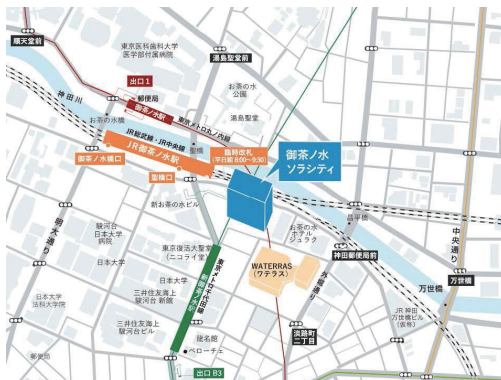 順天堂前
東京医科歯科大学
医学部付属病院
湯島聖堂前
出口1
お茶の水
公園
神田川
郵便局
御茶ノ水駅
東京メトロ丸ノ内線
お茶の水橋
湯島聖堂
JR総武線・JR中央線
聖橋
JR御茶ノ水駅
臨時改札
(平日朝 8:00〜9:30)
御茶ノ水
ソラシティ
御茶ノ水橋口
聖橋口
新お茶の水ビル
昌平橋
明大通り
駿河台
日本大学
病院
お茶の水
ホテル
ジュラク
中央通り
東京復活大聖堂
(ニコライ堂)
東京メトロ千代田線
新御茶ノ水駅
神田郵便局前
WATERRAS
(ワテラス)
外堀通り
日本大学
万世橋
万世橋
日本大学
法科大学院
三井住友海上
駿河台 新館
JR 神田
万世橋ビル
(仮称)
三井住友海上
駿河台ビル
淡路町
二丁目
龍名館
郵便局
ベローチェ
出口 B3